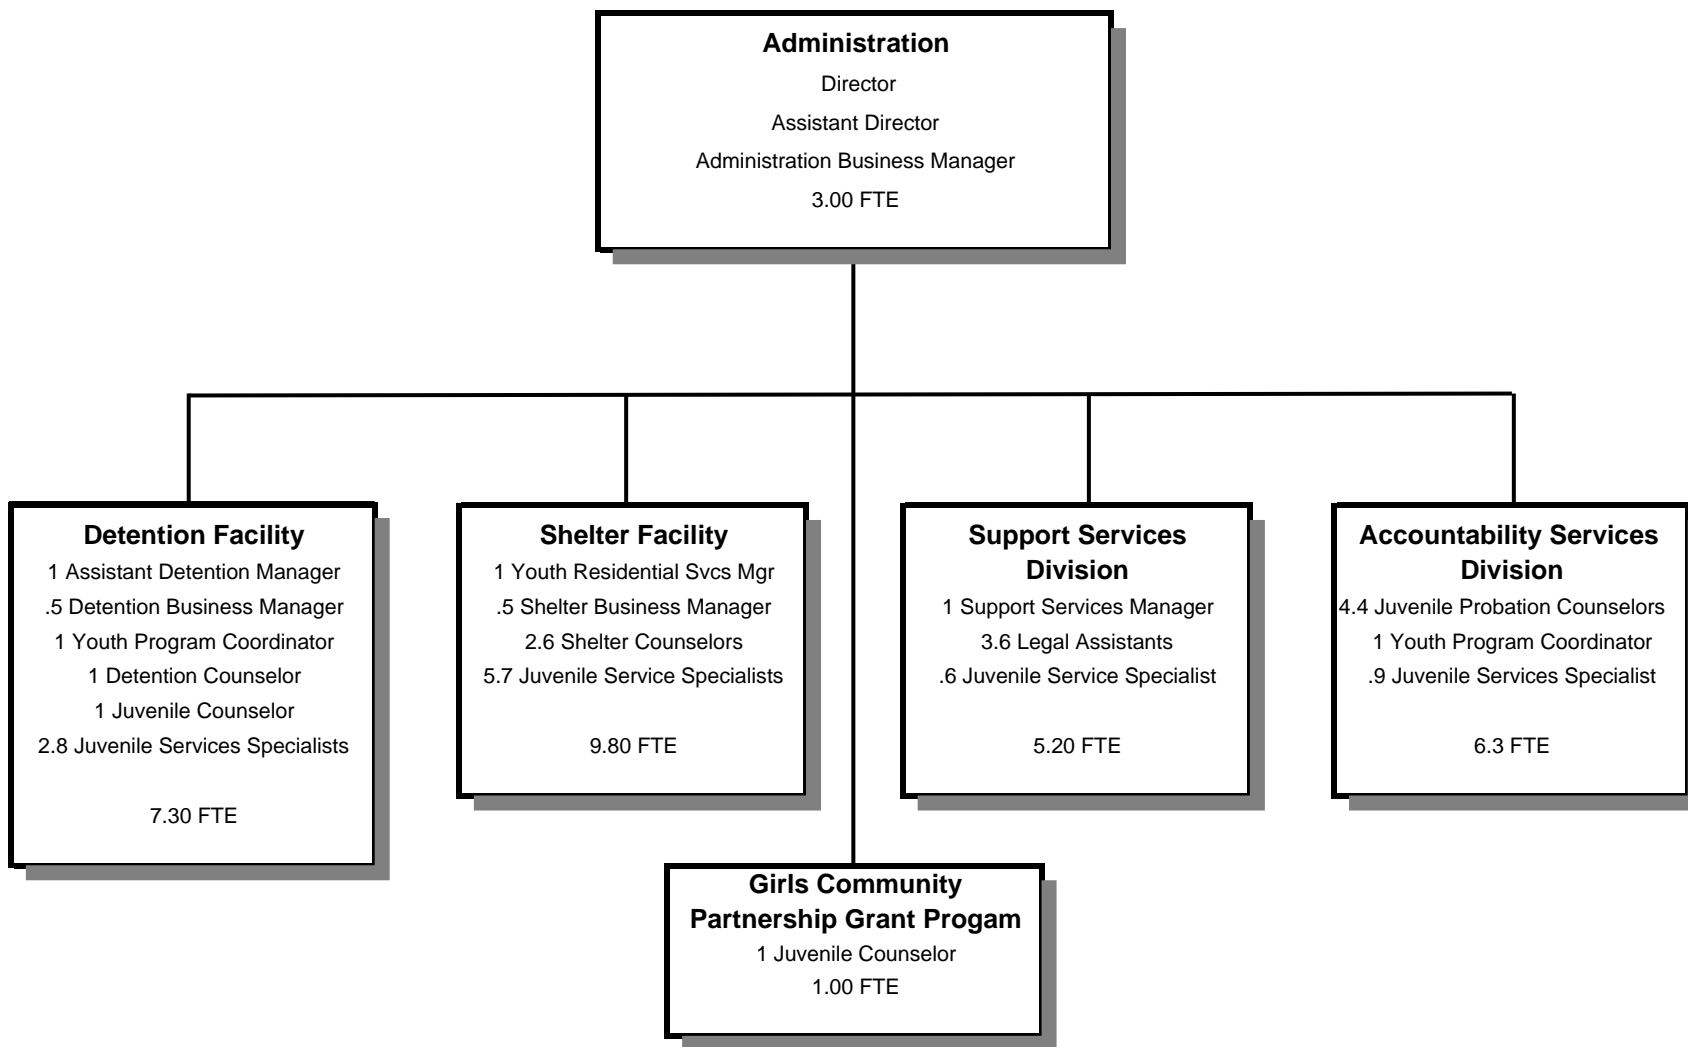 Administration
Director
Assistant Director
Administration Business Manager
3.00 FTE
Detention Facility
1 Assistant Detention Manager
.5 Detention Business Manager
1 Youth Program Coordinator
1 Detention Counselor
1 Juvenile Counselor
2.8 Juvenile Services Specialists
7.30 FTE
Shelter Facility
1 Youth Residential Svcs Mgr
.5 Shelter Business Manager
2.6 Shelter Counselors
5.7 Juvenile Service Specialists
9.80 FTE
Support Services
Division
1 Support Services Manager
3.6 Legal Assistants
.6 Juvenile Service Specialist
5.20 FTE
Accountability Services
Division
4.4 Juvenile Probation Counselors
1 Youth Program Coordinator
.9 Juvenile Services Specialist
6.3 FTE
Girls Community
Partnership Grant Progam
1 Juvenile Counselor
1.00 FTE